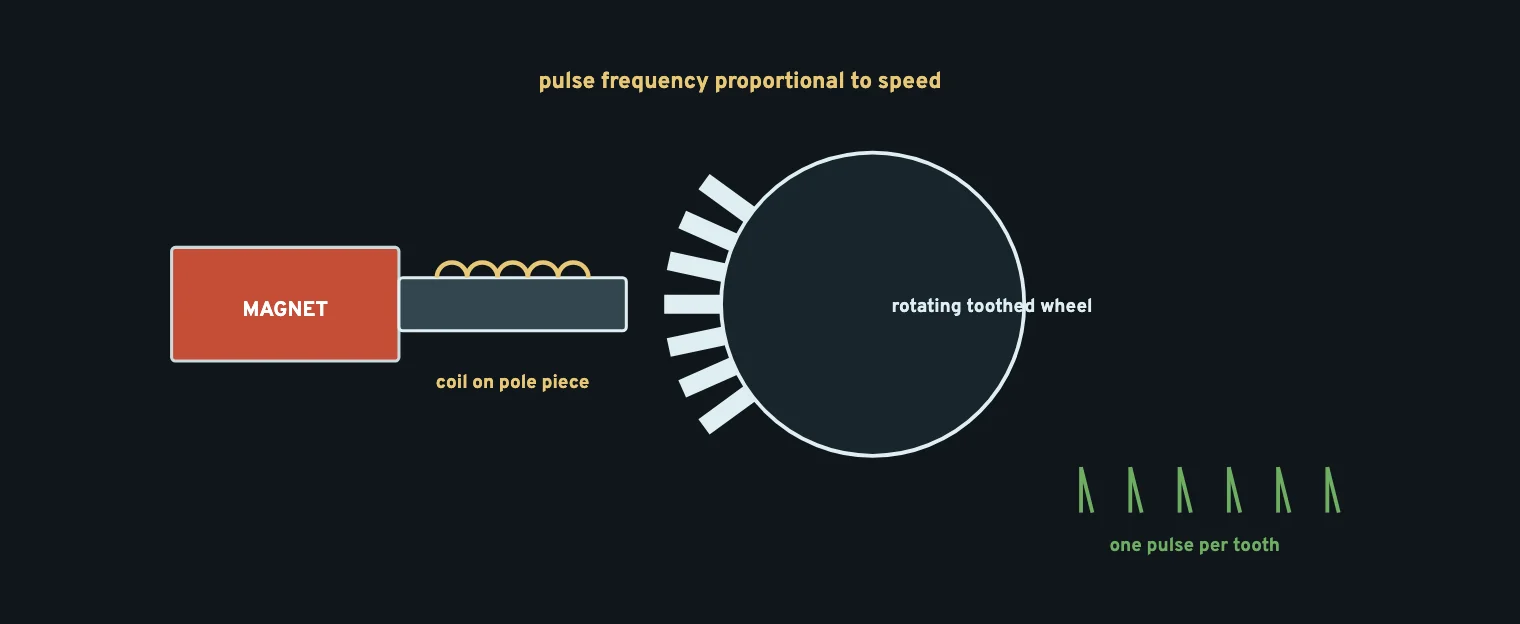 pulse frequency proportional to speed
MAGNET
rotating toothed wheel
coil on pole piece
one pulse per tooth